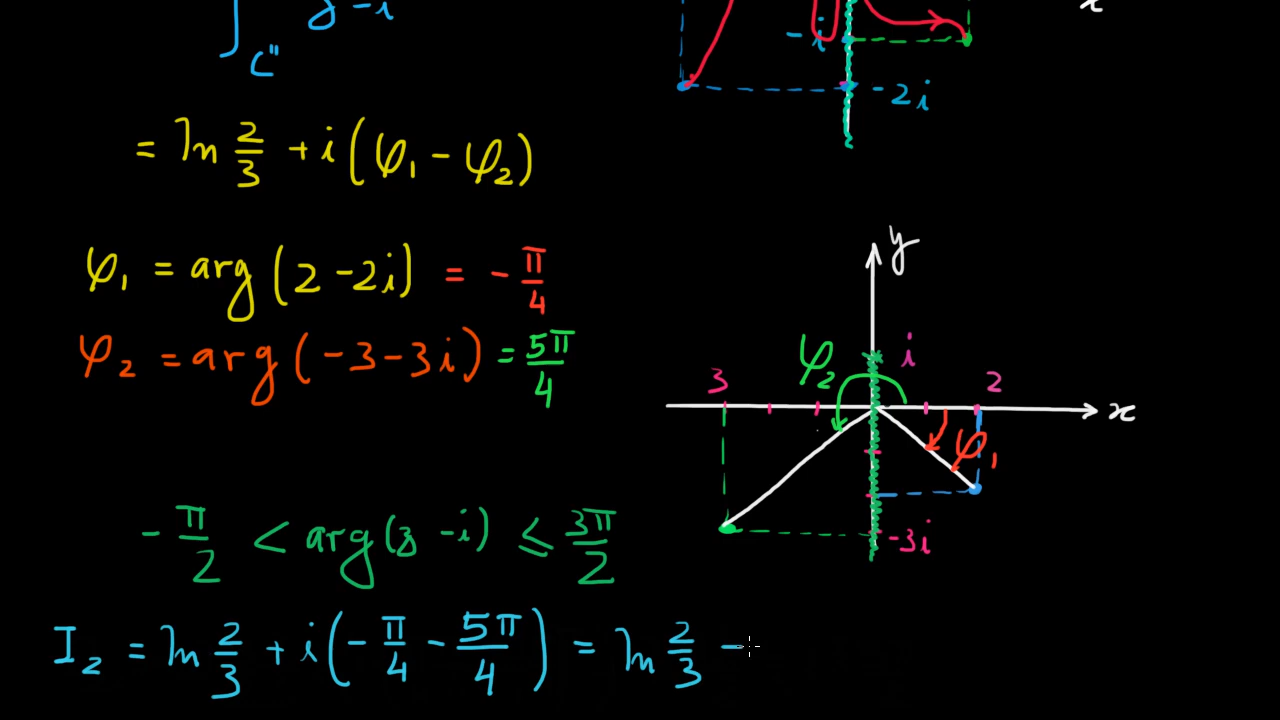 ∫_{C''} z-i
x
-i
-2i
= ln 2/3 + i(φ₁ - φ₂)
y
φ₁ = arg(2 -2i) = - π/4
φ₂ = arg(-3-3i) = 5π/4
φ₂
i
3
2
x
φ₁
-3i
- π/2 < arg(z -i) ≤ 3π/2
I₂ = ln 2/3 + i(- π/4 - 5π/4) = ln 2/3 -